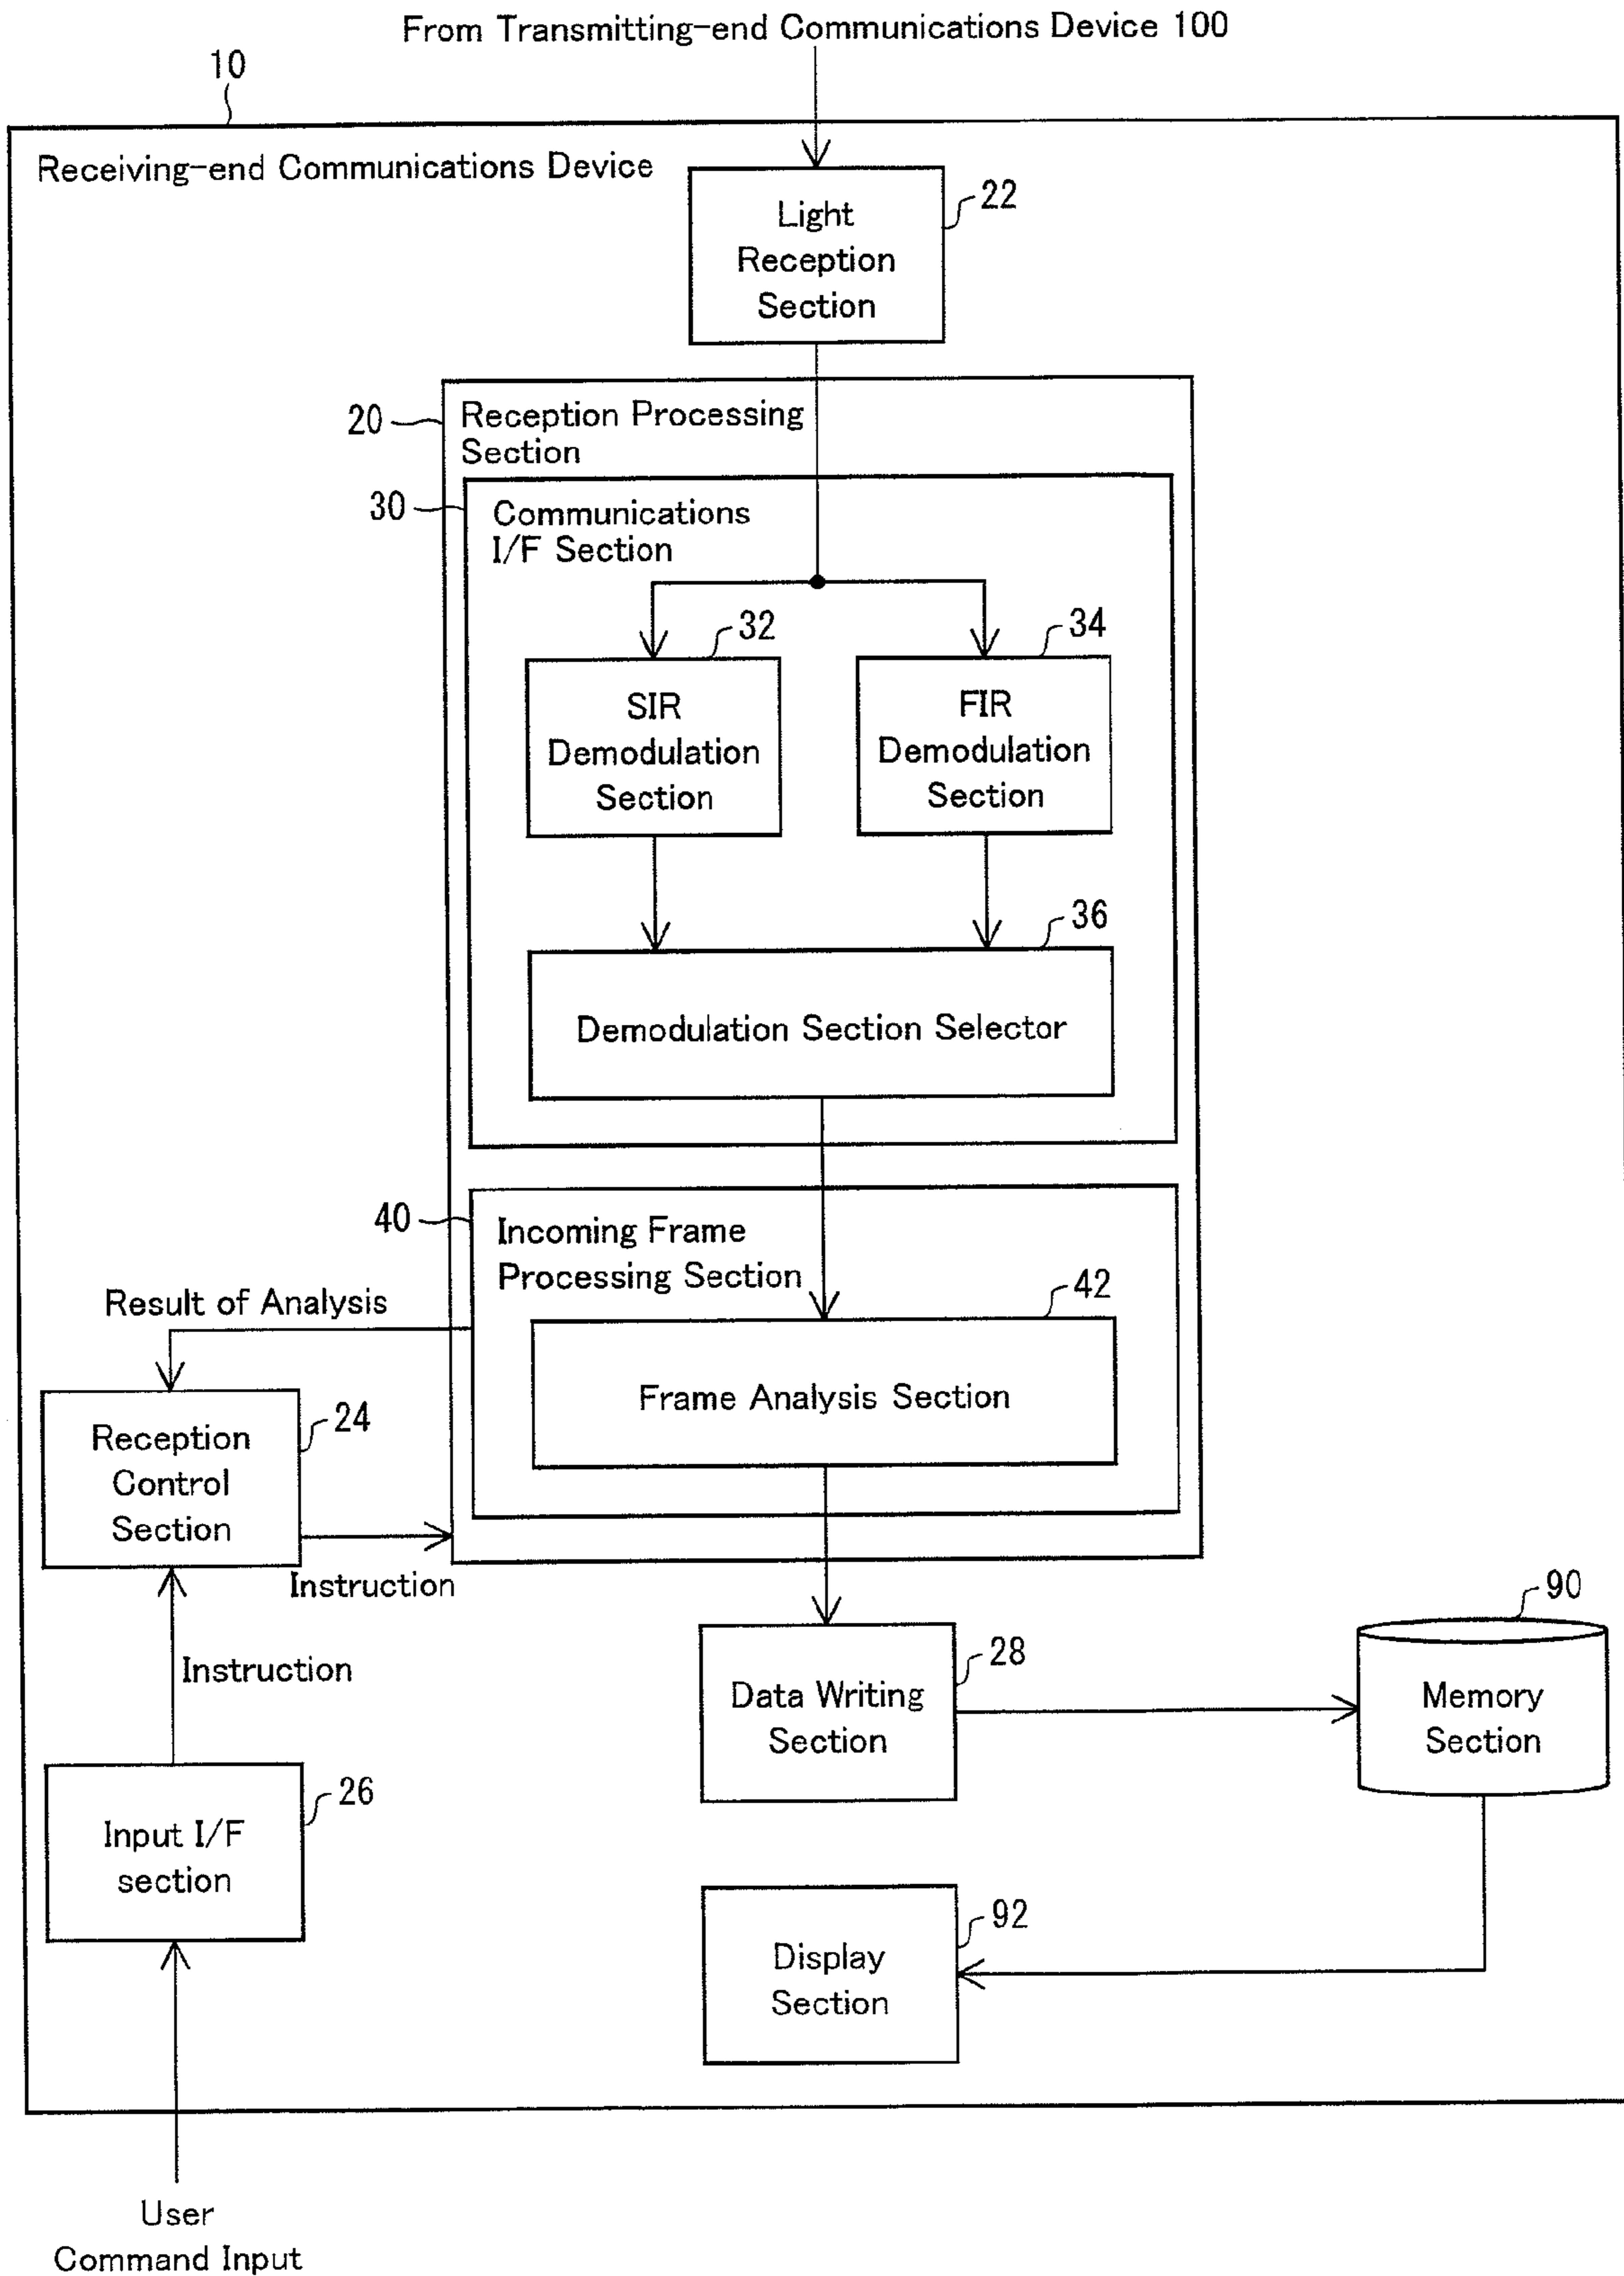 From Transmitting-end Communications Device 100
10
Receiving-end Communications Device
22
Light
Reception
Section
20
Reception Processing
Section
30
Communications
I/F Section
32
34
SIR
Demodulation
Section
FIR
Demodulation
Section
36
Demodulation Section Selector
40
Incoming Frame
Processing Section
42
Result of Analysis
Frame Analysis Section
24
Reception
Control
Section
Instruction
90
28
Instruction
Data Writing
Section
Memory
Section
26
Input I/F
section
92
Display
Section
User
Command Input